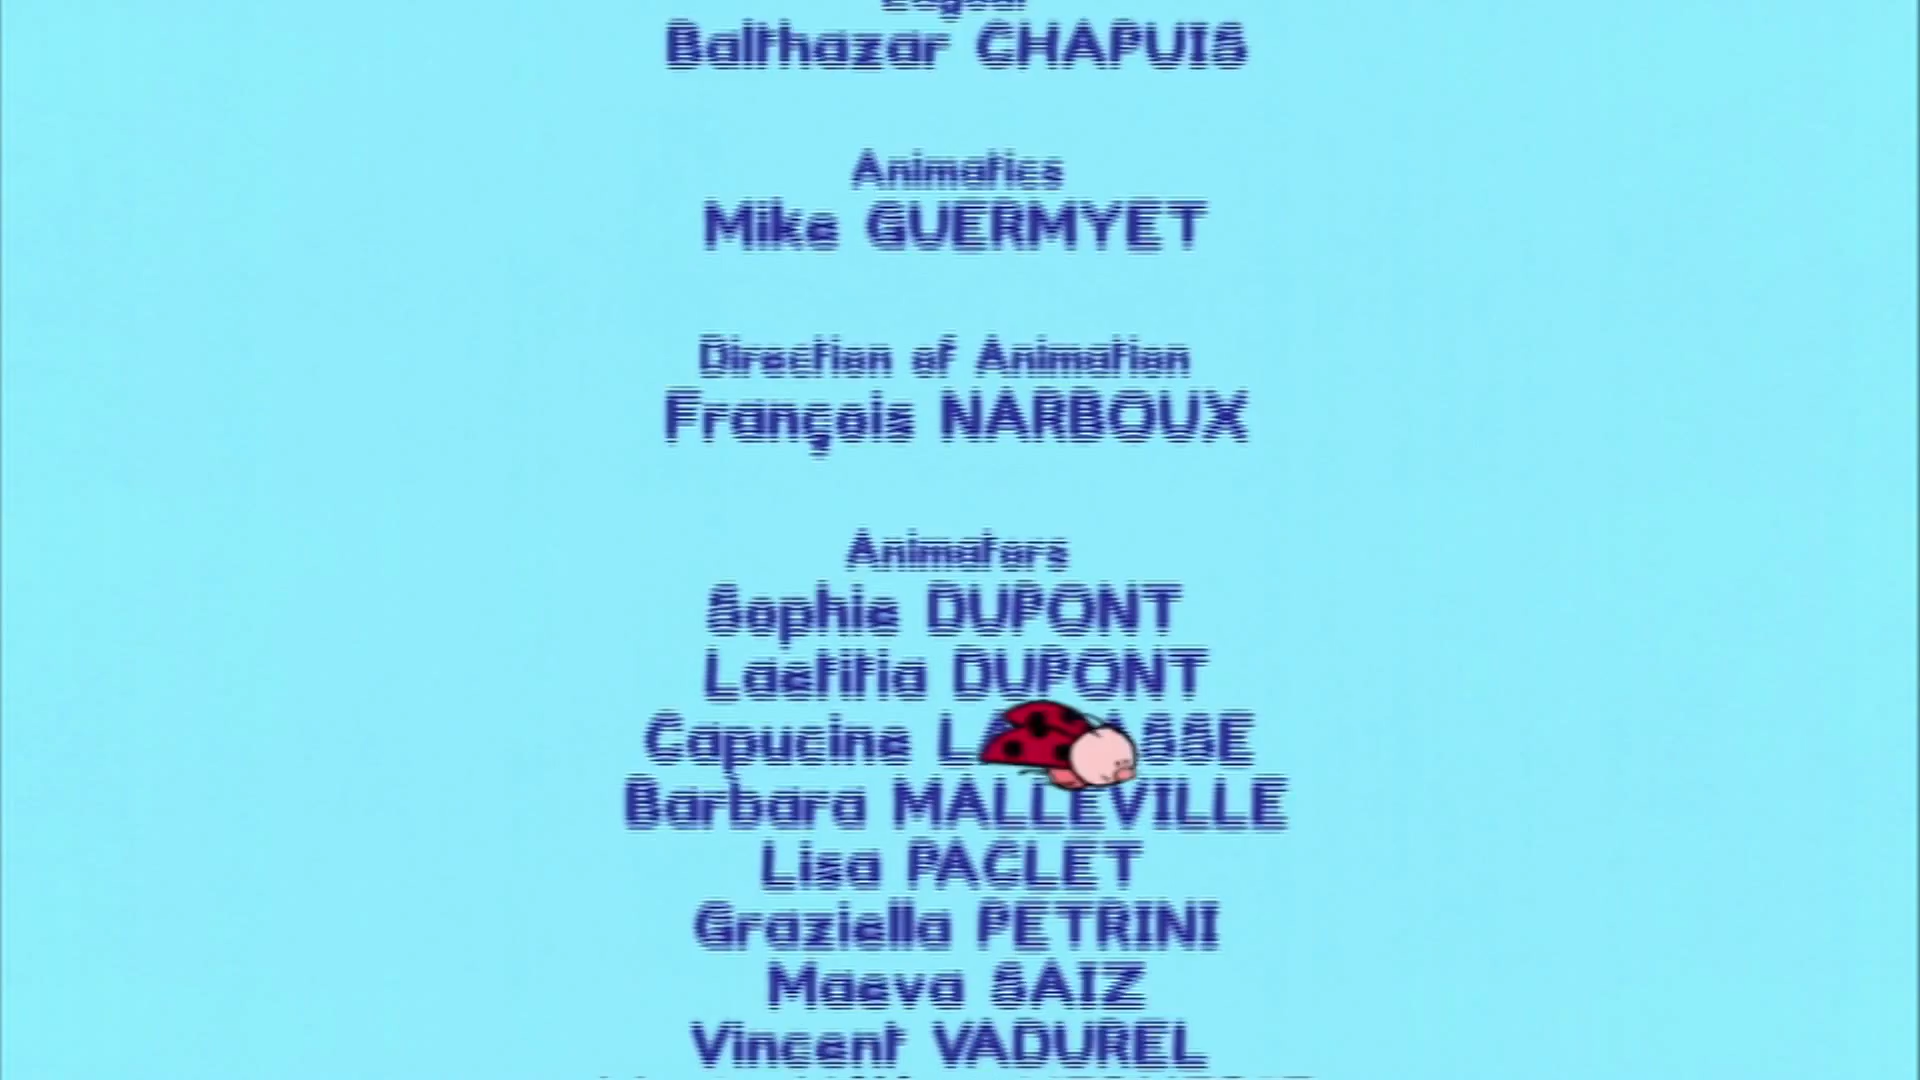 Balthazar CHAPUIS
Animatics
Mike GUERMYET
Direction of Animation
François NARBOUX
Animators
Sophie DUPONT
Laetitia DUPONT
Capucine
Barbara MALLEVILLE
Lisa PACLET
Graziella PETRINI
Maeva SAIZ
Vincent VADUREL